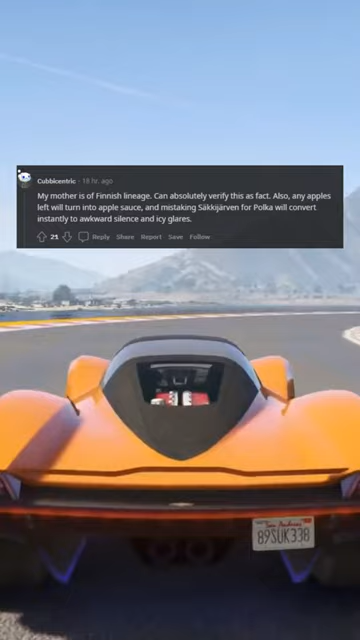 Cubbicentric · 18 hr. ago
My mother is of Finnish lineage. Can absolutely verify this as fact. Also, any apples
left will turn into apple sauce, and mistaking Säkkijärven for Polka will convert
instantly to awkward silence and icy glares.
21 Reply Share Report Save Follow
San Andreas
89SUK338